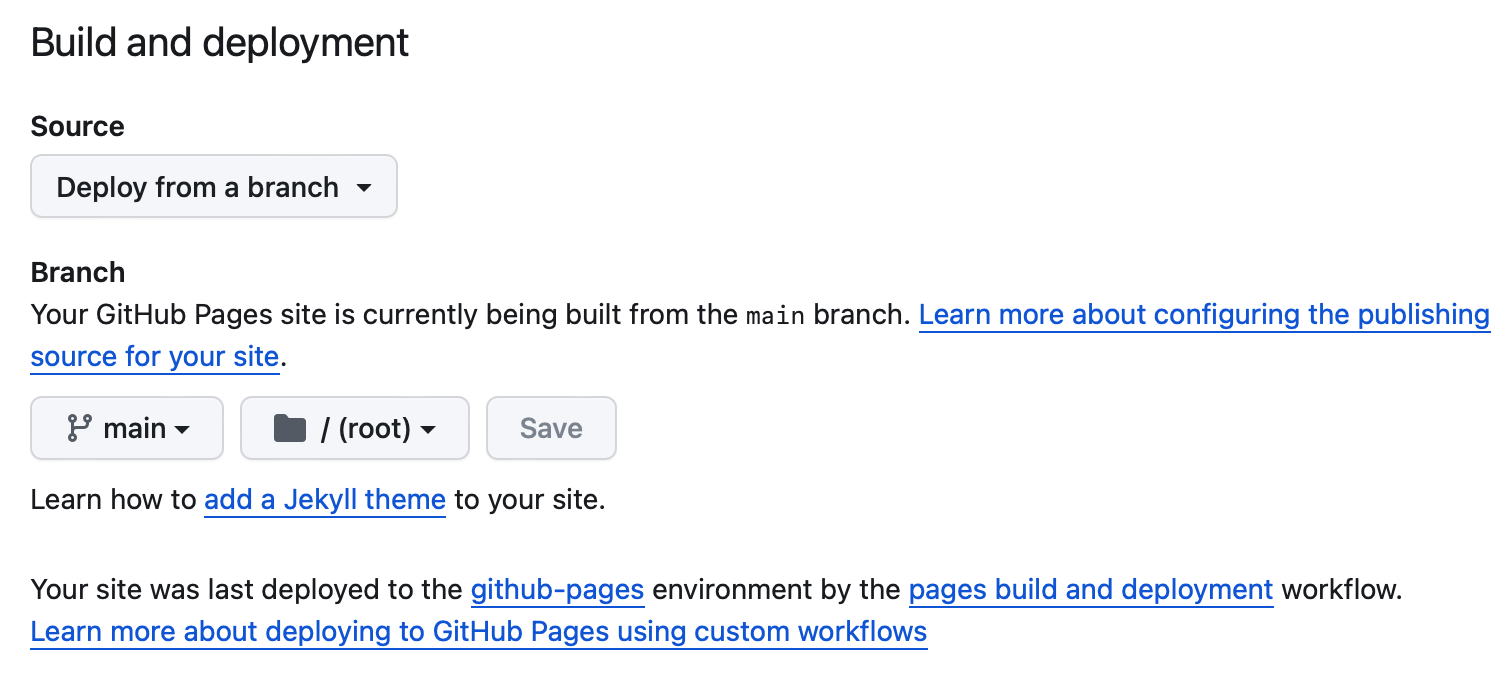 Build and deployment
Source
Deploy from a branch
Branch
Your GitHub Pages site is currently being built from the main branch. Learn more about configuring the publishing
source for your site.
main / (root) Save
Learn how to add a Jekyll theme to your site.
Your site was last deployed to the github-pages environment by the pages build and deployment workflow.
Learn more about deploying to GitHub Pages using custom workflows